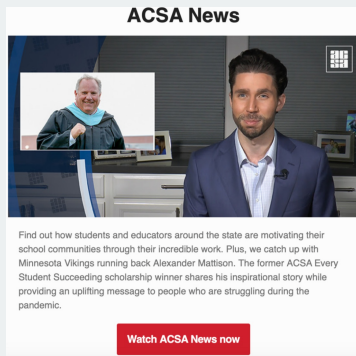 ACSA News
Find out how students and educators around the state are motivating their
school communities through their incredible work. Plus, we catch up with
Minnesota Vikings running back Alexander Mattison. The former ACSA Every
Student Succeeding scholarship winner shares his inspirational story while
providing an uplifting message to people who are struggling during the
pandemic.
Watch ACSA News now